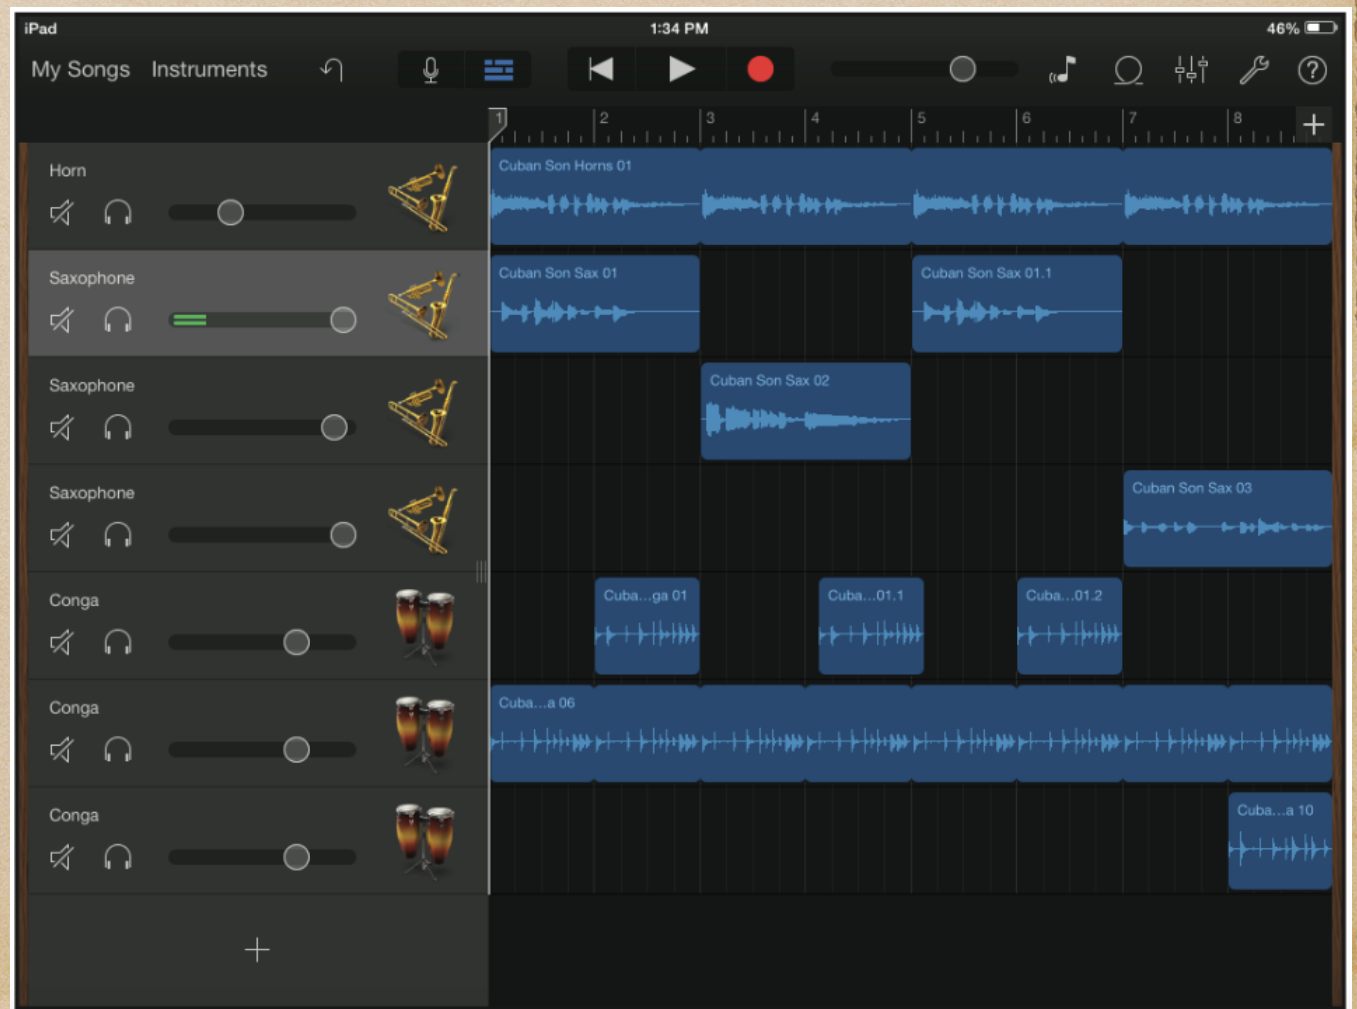 iPad 1:34 PM 46%
My Songs Instruments ?
1 2 3 4 5 6 7 8
Horn
Cuban Son Horns 01
Saxophone
Cuban Son Sax 01 Cuban Son Sax 01.1
Saxophone
Cuban Son Sax 02
Saxophone
Cuban Son Sax 03
Conga
Cuba...ga 01 Cuba...01.1 Cuba...01.2
Conga
Cuba...a 06
Conga
Cuba...a 10